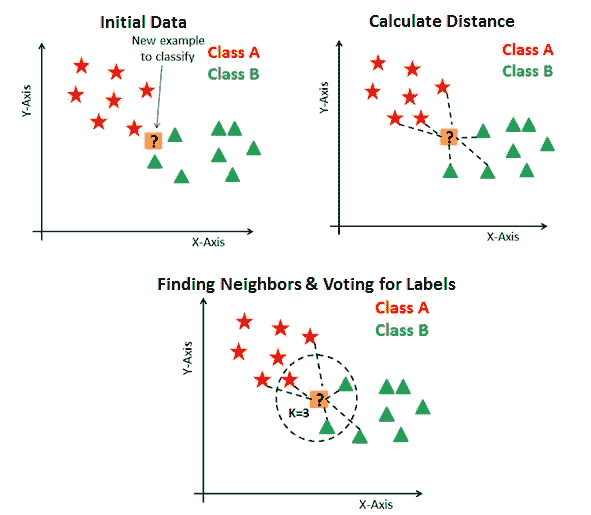 Initial Data
New example
to classify
Class A
Class B
Y-Axis
?
X-Axis
Calculate Distance
Class A
Class B
Y-Axis
?
X-Axis
Finding Neighbors & Voting for Labels
Class A
Class B
Y-Axis
?
K=3
X-Axis